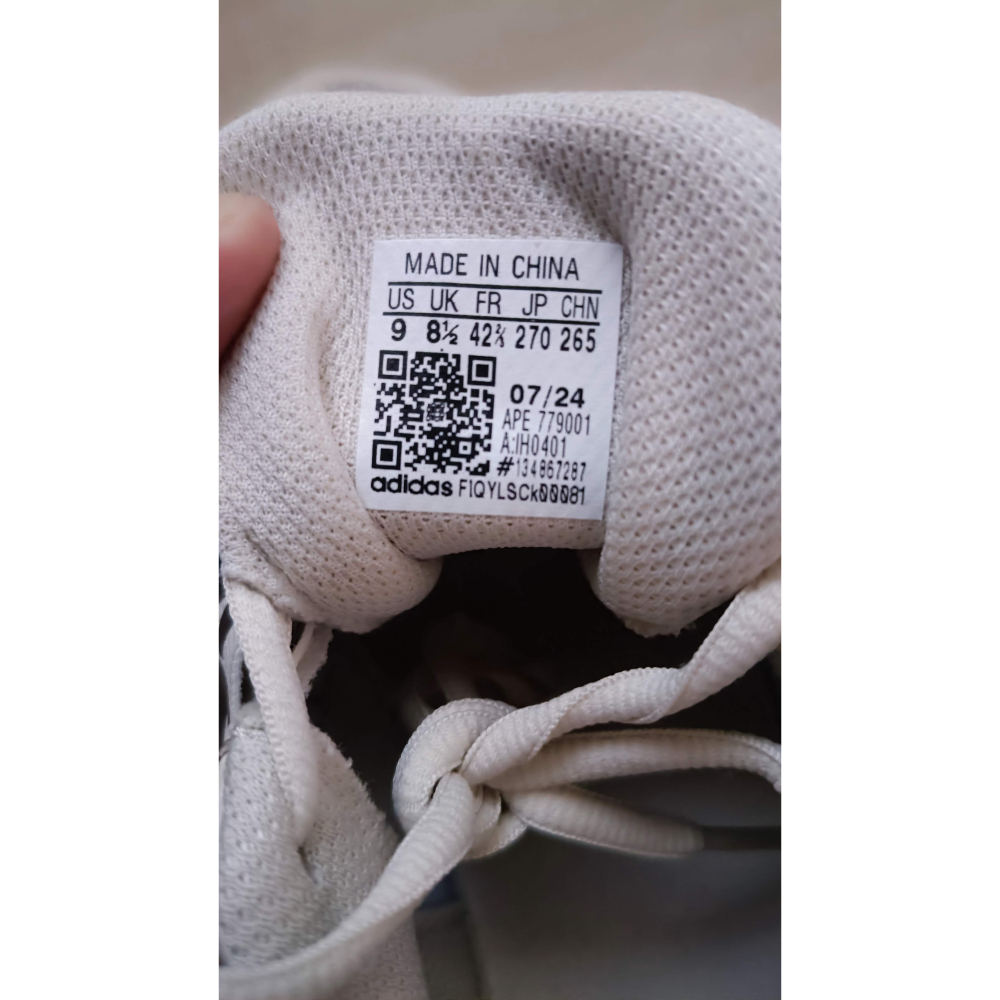 MADE IN CHINA
US UK FR JP CHN
9 8½ 42⅔ 270 265
07/24
APE 779001
A:IH0401
#134867287
adidas FIQYLSCk00081